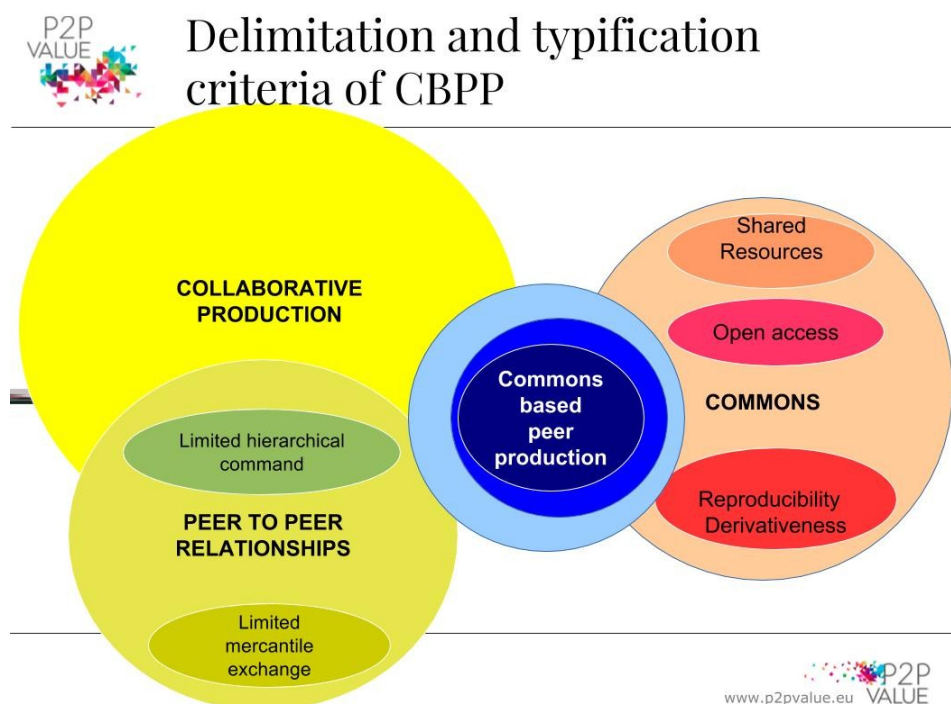 P2P
VALUE
Delimitation and typification
criteria of CBPP
COLLABORATIVE
PRODUCTION
Limited hierarchical
command
PEER TO PEER
RELATIONSHIPS
Limited
mercantile
exchange
Commons
based
peer
production
Shared
Resources
Open access
COMMONS
Reproducibility
Derivativeness
www.p2pvalue.eu
P2P
VALUE